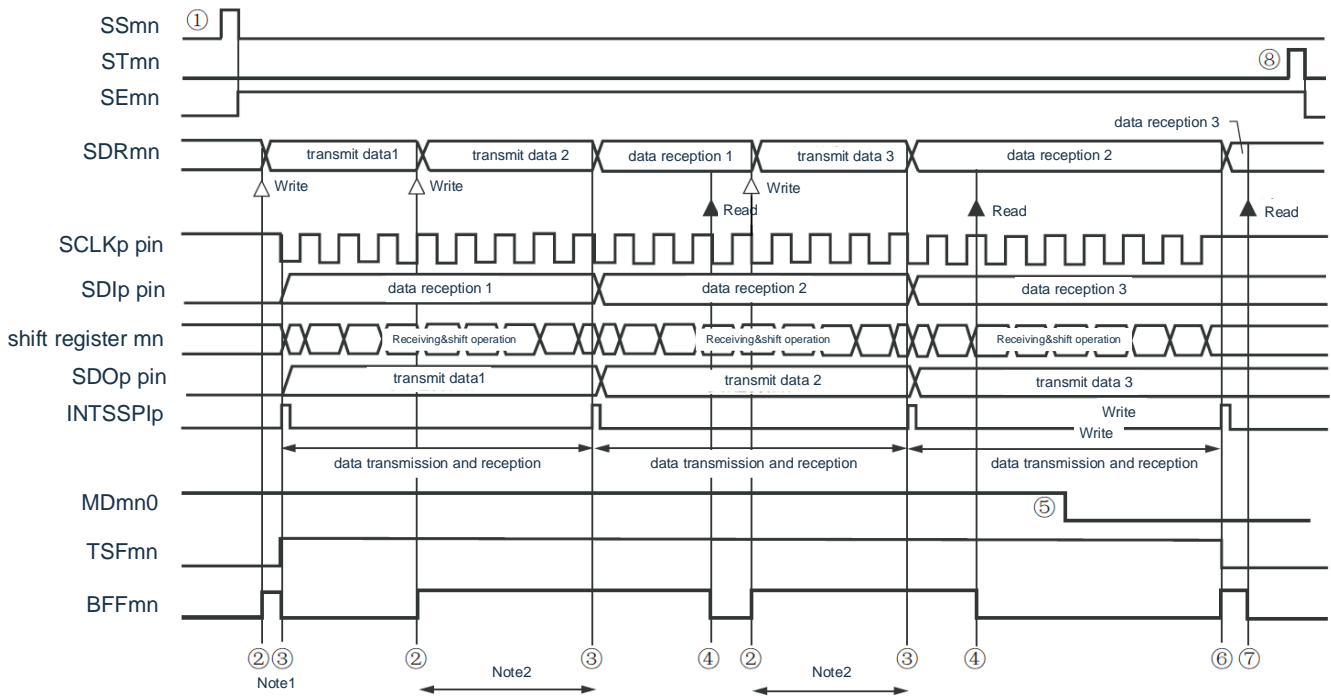 SSmn ①
STmn ⑧
SEmn
data reception 3
SDRmn transmit data1 transmit data 2 data reception 1 transmit data 3 data reception 2
Write Write Write
Read Read Read
SCLKp pin
SDIp pin data reception 1 data reception 2 data reception 3
shift register mn Receiving&shift operation Receiving&shift operation Receiving&shift operation
SDOp pin transmit data1 transmit data 2 transmit data 3
INTSSPIp Write
Write
data transmission and reception data transmission and reception data transmission and reception
MDmn0 ⑤
TSFmn
BFFmn
② ③ ② ③ ④ ② ③ ④ ⑥ ⑦
Note1 Note2 Note2